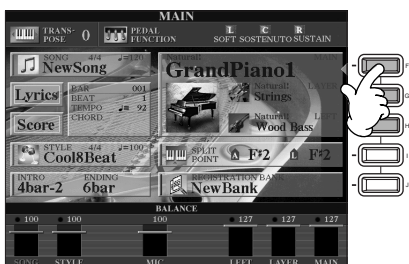 MAIN
TRANS-
POSE 0
PEDAL
FUNCTION
L C R
SOFT SOSTENUTO SUSTAIN
SONG 4/4 ♩=120
NewSong
Lyrics
Score
BAR 001
BEAT 1
TEMPO ♩= 92
CHORD
Natural! MAIN
GrandPiano1
Natural! LAYER
Strings
Natural! LEFT
Wood Bass
STYLE 4/4 ♩=100
Cool8Beat
SPLIT
POINT A F#2 L F#2
INTRO ENDING
4bar-2 6bar
REGISTRATION BANK
NewBank
BALANCE
100 100 100 127 127 127
SONG STYLE MIC LEFT LAYER MAIN
F
G
H
I
J